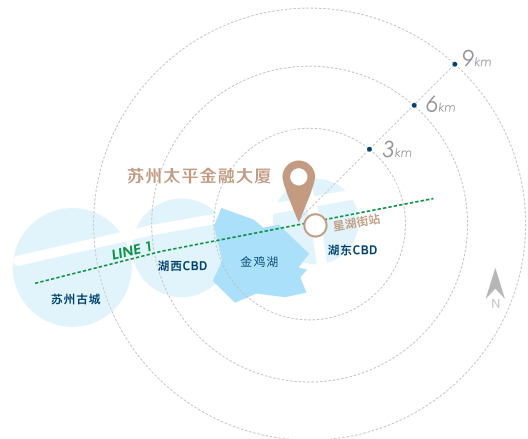 9km
6km
3km
苏州太平金融大厦
星湖街站
LINE 1
湖东CBD
湖西CBD
金鸡湖
苏州古城
N